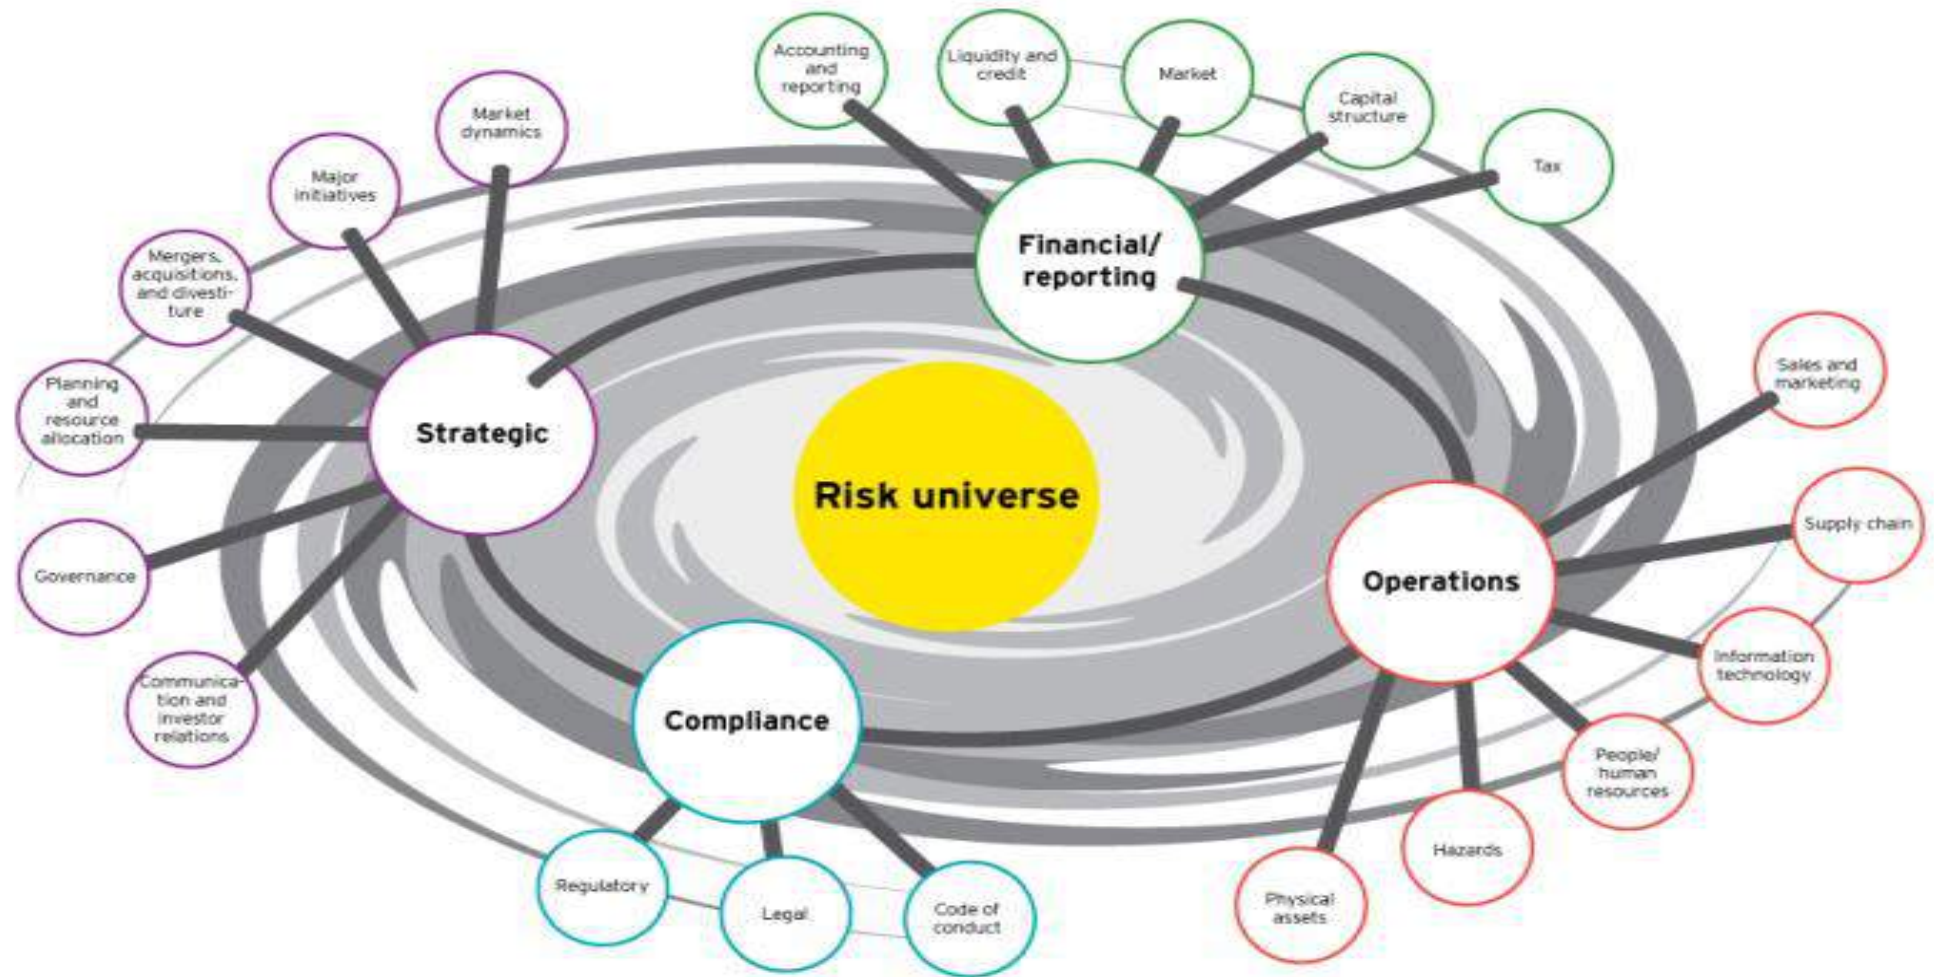 Accounting
and
reporting
Liquidity and
credit
Market
Capital
structure
Tax
Market
dynamics
Major
initiatives
Mergers,
acquisitions,
and divesti-
ture
Planning
and
resource
allocation
Governance
Communica-
tion and
investor
relations
Strategic
Financial/
reporting
Risk universe
Operations
Compliance
Sales and
marketing
Supply chain
Information
technology
People/
human
resources
Hazards
Physical
assets
Regulatory
Legal
Code of
conduct